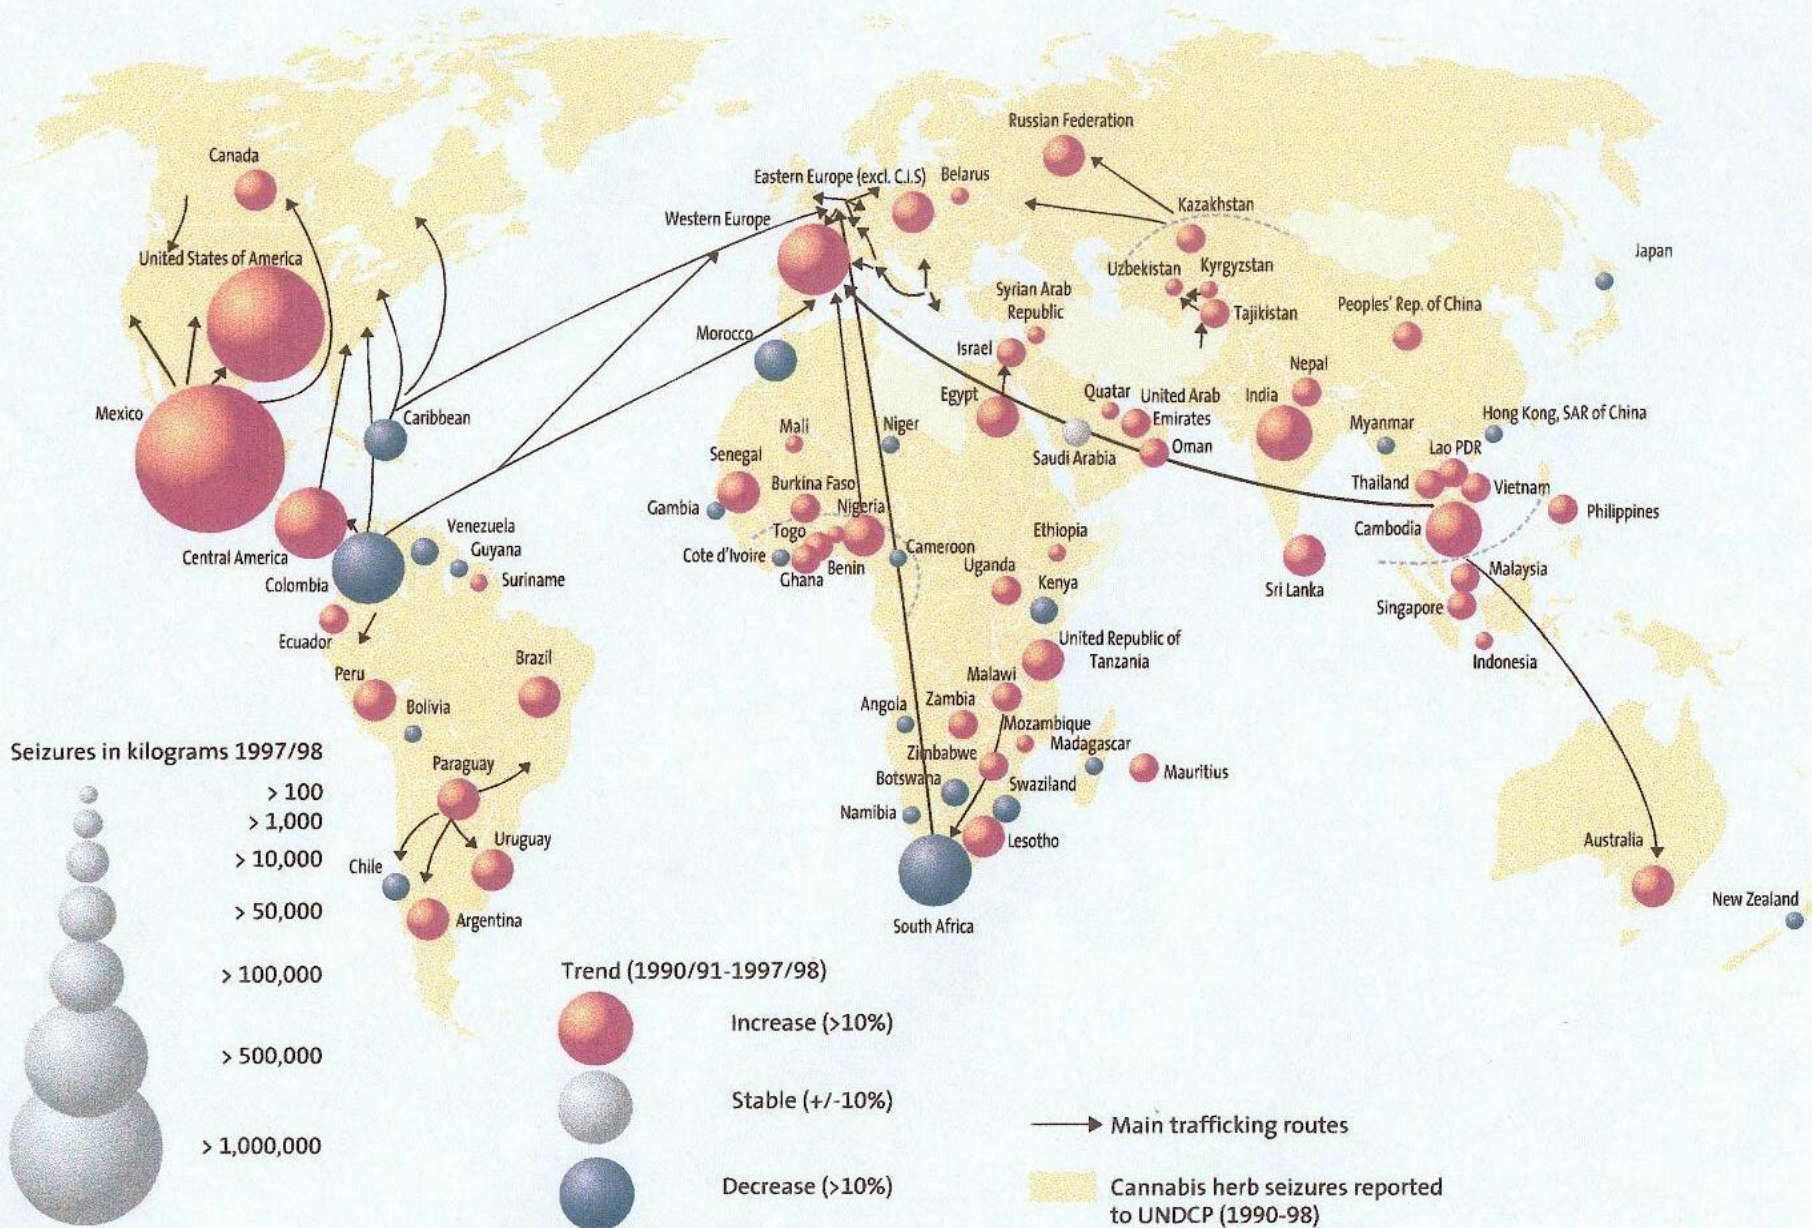 Canada
United States of America
Mexico
Central America
Colombia
Caribbean
Venezuela
Guyana
Suriname
Ecuador
Peru
Bolivia
Brazil
Paraguay
Uruguay
Chile
Argentina
Eastern Europe (excl. C.I.S)
Belarus
Western Europe
Russian Federation
Kazakhstan
Uzbekistan
Kyrgyzstan
Tajikistan
Syrian Arab
Republic
Israel
Egypt
Morocco
Mali
Niger
Senegal
Burkina Faso
Nigeria
Gambia
Togo
Cote d'Ivoire
Ghana
Benin
Cameroon
Ethiopia
Uganda
Kenya
United Republic of
Tanzania
Malawi
Angola
Zambia
Mozambique
Zimbabwe
Madagascar
Mauritius
Botswana
Swaziland
Namibia
Lesotho
South Africa
Quatar
United Arab
Emirates
Oman
Saudi Arabia
Peoples' Rep. of China
Japan
Nepal
India
Myanmar
Hong Kong, SAR of China
Lao PDR
Thailand
Vietnam
Philippines
Cambodia
Sri Lanka
Malaysia
Singapore
Indonesia
Australia
New Zealand
Seizures in kilograms 1997/98
> 100
> 1,000
> 10,000
> 50,000
> 100,000
> 500,000
> 1,000,000
Trend (1990/91-1997/98)
Increase (>10%)
Stable (+/-10%)
Decrease (>10%)
Main trafficking routes
Cannabis herb seizures reported
to UNDCP (1990-98)